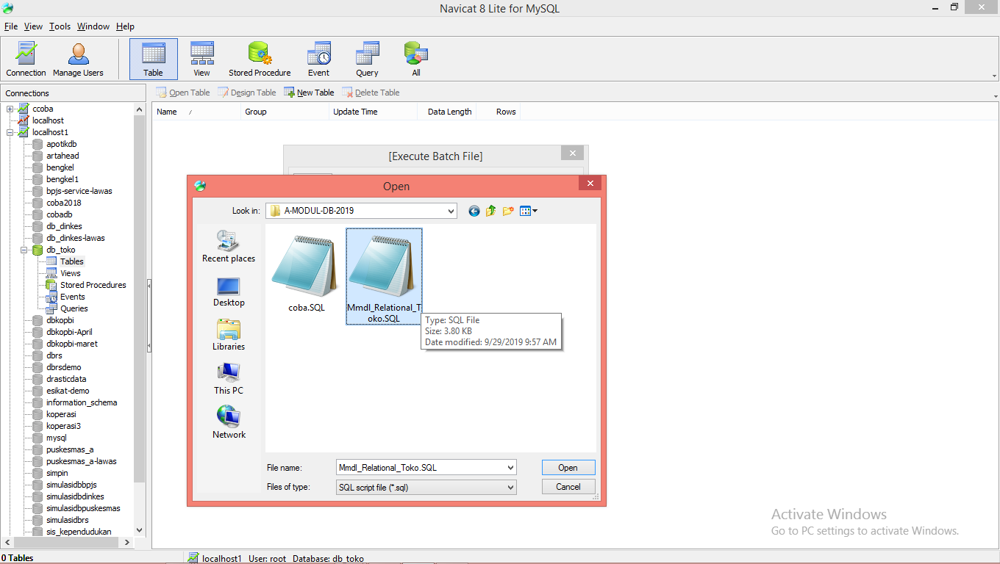 Navicat 8 Lite for MySQL
File View Tools Window Help
Connection Manage Users Table View Stored Procedure Event Query All
Connections
Open Table Design Table New Table Delete Table
Name Group Update Time Data Length Rows
ccoba
localhost
localhost1
apotikdb
artahead
bengkel
bengkel1
bpjs-service-lawas
coba2018
cobadb
db_dinkes
db_dinkes-lawas
db_toko
Tables
Views
Stored Procedures
Events
Queries
dbkopbi
dbkopbi-April
dbkopbi-maret
dbrs
dbrsdemo
drasticdata
esikat-demo
information_schema
koperasi
koperasi3
mysql
puskesmas_a
puskesmas_a-lawas
simpin
simulasidbbpjs
simulasidbdinkes
simulasidbpuskesmas
simulasidbrs
sis_kependudukan
[Execute Batch File]
Open
Look in: A-MODUL-DB-2019
Recent places
Desktop
Libraries
This PC
Network
coba.SQL
Mmdl_Relational_T
oko.SQL
Type: SQL File
Size: 3.80 KB
Date modified: 9/29/2019 9:57 AM
File name: Mmdl_Relational_Toko.SQL Open
Files of type: SQL script file (*.sql) Cancel
Activate Windows
Go to PC settings to activate Windows.
0 Tables localhost1 User: root Database: db_toko